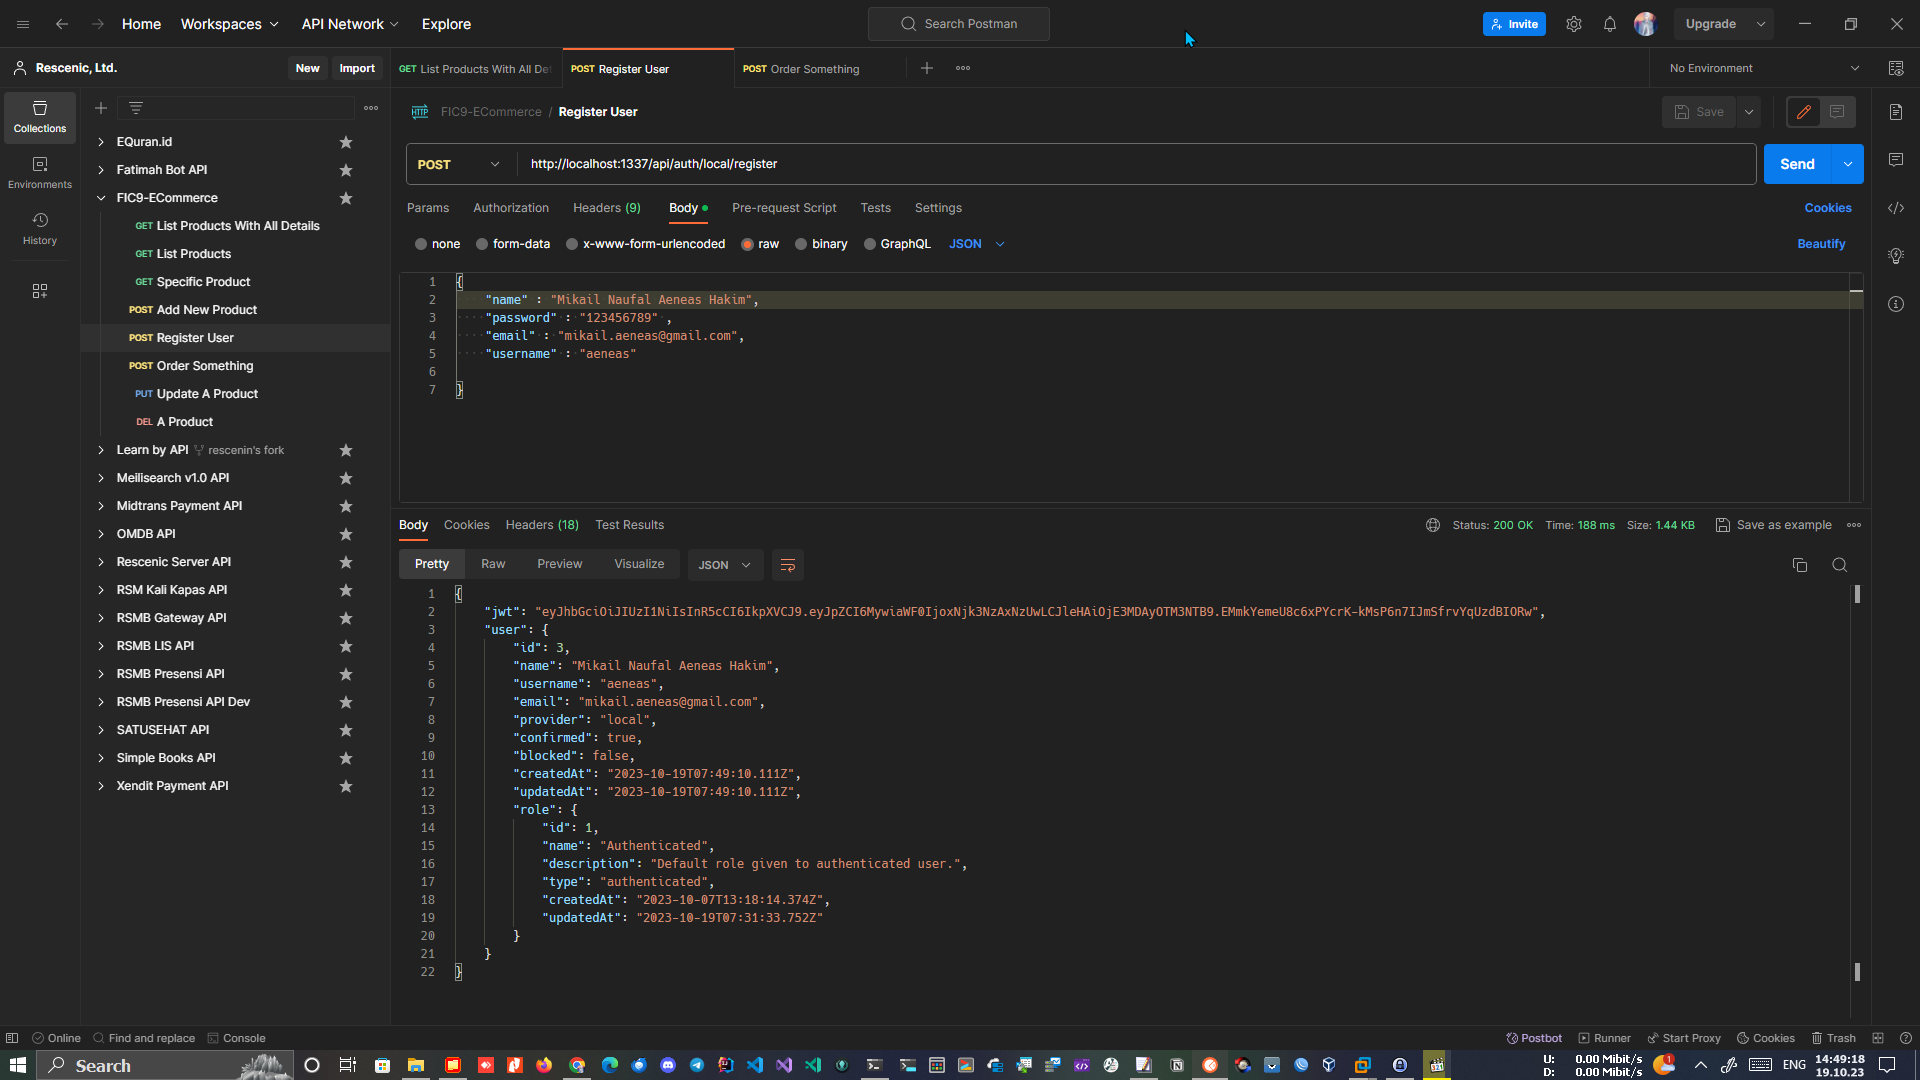 Home
Workspaces
API Network
Explore
Search Postman
Invite
Upgrade
Rescenic, Ltd.
New
Import
GET List Products With All Det
POST Register User
POST Order Something
No Environment
Collections
Environments
History
EQuran.id
Fatimah Bot API
FIC9-ECommerce
GET List Products With All Details
GET List Products
GET Specific Product
POST Add New Product
POST Register User
POST Order Something
PUT Update A Product
DEL A Product
Learn by API rescenin's fork
Meilisearch v1.0 API
Midtrans Payment API
OMDB API
Rescenic Server API
RSM Kali Kapas API
RSMB Gateway API
RSMB LIS API
RSMB Presensi API
RSMB Presensi API Dev
SATUSEHAT API
Simple Books API
Xendit Payment API
HTTP FIC9-ECommerce / Register User
Save
POST http://localhost:1337/api/auth/local/register
Send
Params Authorization Headers (9) Body Pre-request Script Tests Settings
Cookies
none form-data x-www-form-urlencoded raw binary GraphQL JSON
Beautify
1 {
2 "name" : "Mikail Naufal Aeneas Hakim",
3 "password" : "123456789" ,
4 "email" : "mikail.aeneas@gmail.com",
5 "username" : "aeneas"
6
7 }
Body Cookies Headers (18) Test Results
Status: 200 OK Time: 188 ms Size: 1.44 KB
Save as example
Pretty Raw Preview Visualize JSON
1 {
2 "jwt": "eyJhbGciOiJIUzI1NiIsInR5cCI6IkpXVCJ9.eyJpZCI6MywiaWF0IjoxNjk3NzAxNzUwLCJleHAiOjE3MDAyOTM3NTB9.EMmkYemeU8c6xPYcrK-kMsP6n7IJmSfrvYqUzdBIORw",
3 "user": {
4 "id": 3,
5 "name": "Mikail Naufal Aeneas Hakim",
6 "username": "aeneas",
7 "email": "mikail.aeneas@gmail.com",
8 "provider": "local",
9 "confirmed": true,
10 "blocked": false,
11 "createdAt": "2023-10-19T07:49:10.111Z",
12 "updatedAt": "2023-10-19T07:49:10.111Z",
13 "role": {
14 "id": 1,
15 "name": "Authenticated",
16 "description": "Default role given to authenticated user.",
17 "type": "authenticated",
18 "createdAt": "2023-10-07T13:18:14.374Z",
19 "updatedAt": "2023-10-19T07:31:33.752Z"
20 }
21 }
22 }
Online
Find and replace
Console
Postbot
Runner
Start Proxy
Cookies
Trash
Search
U: 0.00 Mibit/s
D: 0.00 Mibit/s
1
ENG
14:49:18
19.10.23